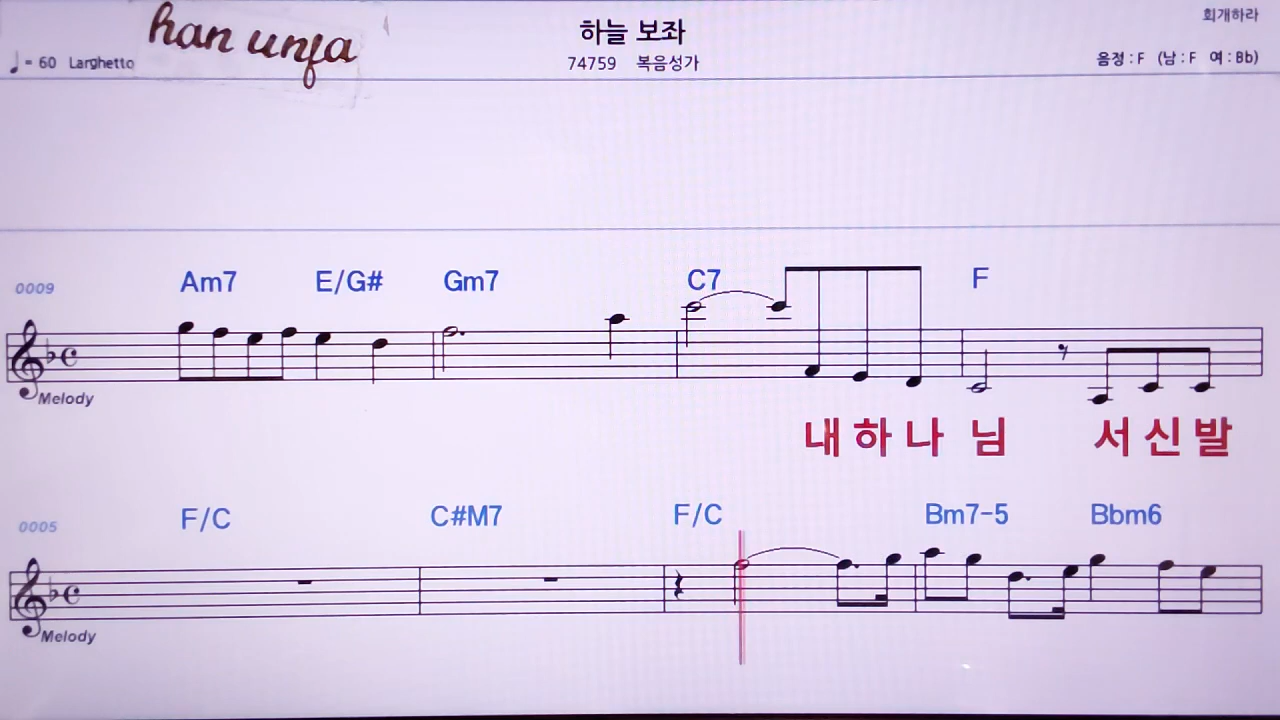 han unja
하늘 보좌
회개하라
♩= 60 Larghetto
74759 복음성가
음정 : F (남 : F 여 : Bb)
0009 Am7 E/G# Gm7 C7 F
Melody
내 하 나 님 서 신 발
0005 F/C C#M7 F/C Bm7-5 Bbm6
Melody